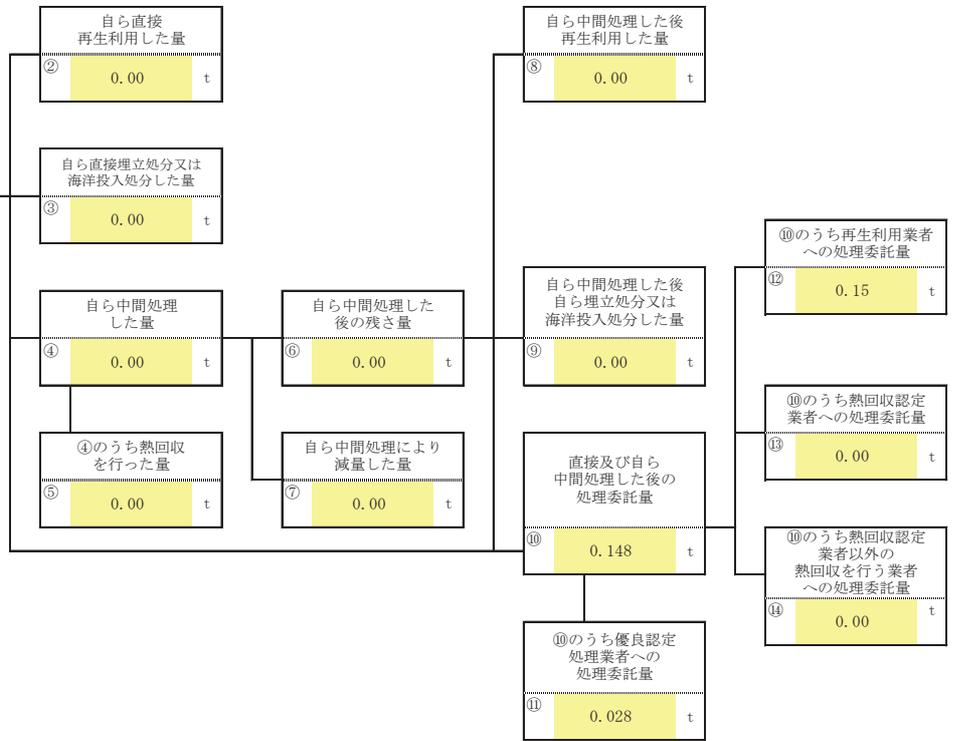 自ら直接
再生利用した量
② 0.00 t
自ら直接埋立処分又は
海洋投入処分した量
③ 0.00 t
自ら中間処理
した量
④ 0.00 t
④のうち熱回収
を行った量
⑤ 0.00 t
自ら中間処理した
後の残さ量
⑥ 0.00 t
自ら中間処理により
減量した量
⑦ 0.00 t
自ら中間処理した後
再生利用した量
⑧ 0.00 t
自ら中間処理した後
自ら埋立処分又は
海洋投入処分した量
⑨ 0.00 t
直接及び自ら
中間処理した後の
処理委託量
⑩ 0.148 t
⑩のうち優良認定
処理業者への
処理委託量
⑪ 0.028 t
⑩のうち再生利用業者
への処理委託量
⑫ 0.15 t
⑩のうち熱回収認定
業者への処理委託量
⑬ 0.00 t
⑩のうち熱回収認定
業者以外の
熱回収を行う業者
への処理委託量
⑭ 0.00 t